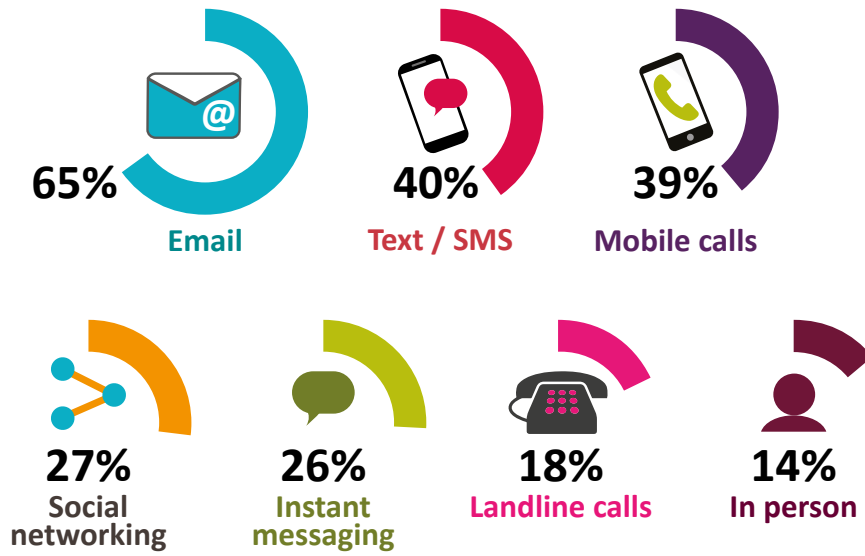 @
65%
40%
39%
Email
Text / SMS
Mobile calls
27%
26%
18%
14%
Social
networking
Instant
messaging
Landline calls
In person